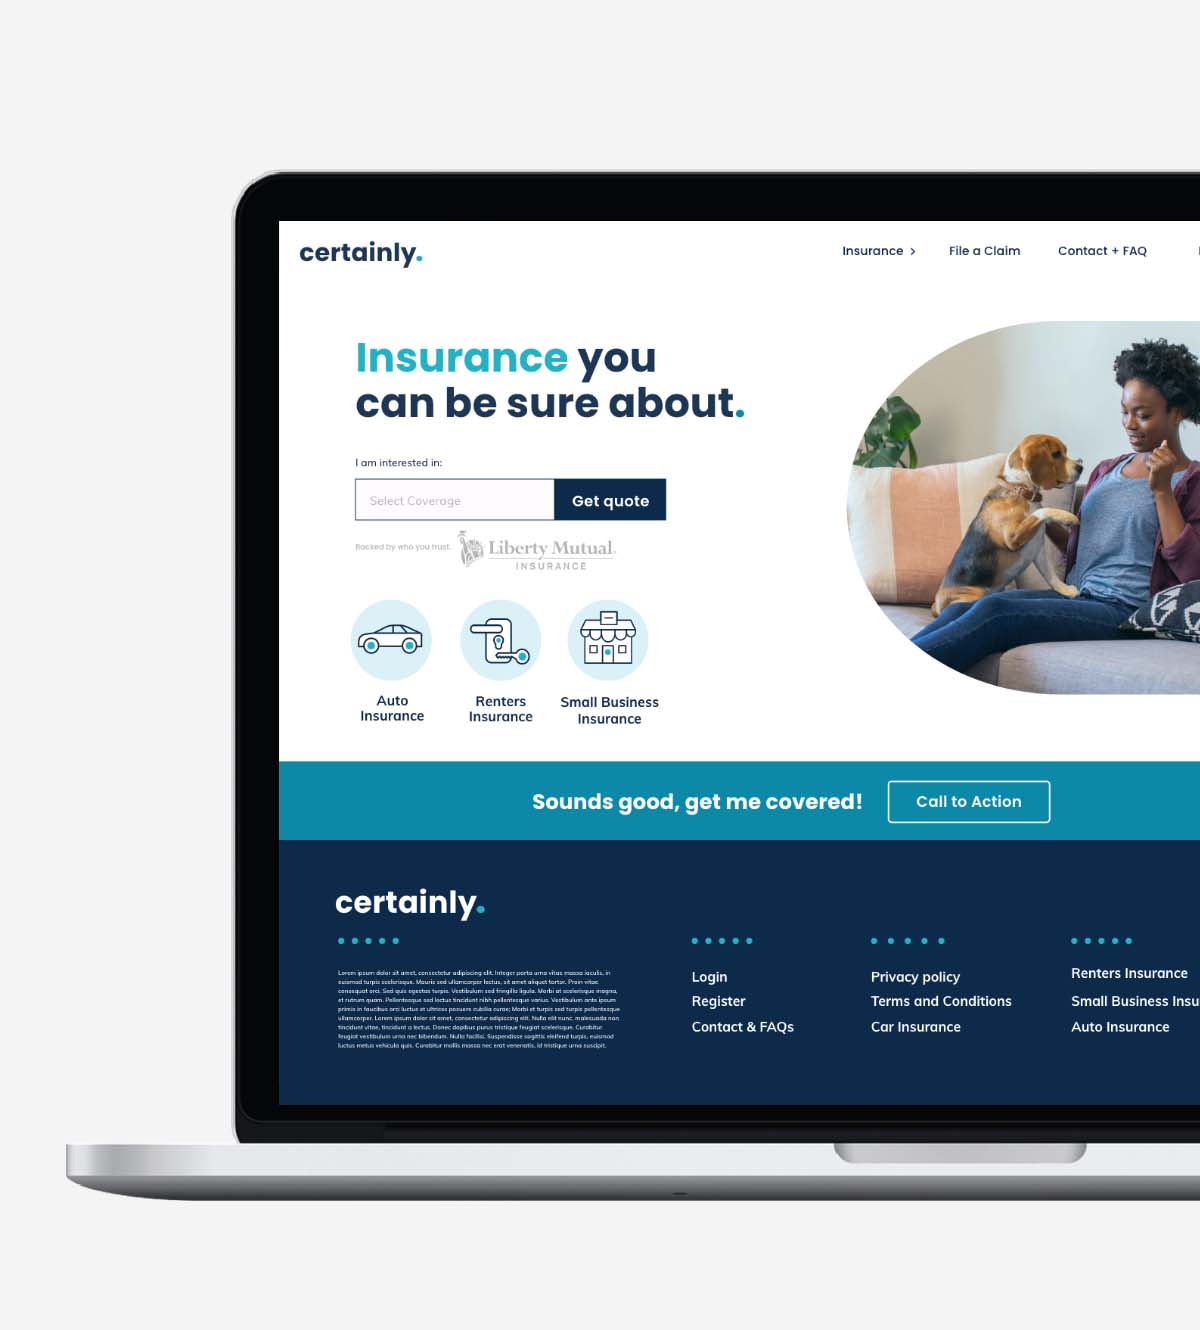 certainly.
Insurance >
File a Claim
Contact + FAQ
Insurance you
can be sure about.
I am interested in:
Select Coverage
Get quote
Backed by who you trust.
Liberty Mutual.
INSURANCE
Auto
Insurance
Renters
Insurance
Small Business
Insurance
Sounds good, get me covered!
Call to Action
certainly.
Lorem ipsum dolor sit amet, consectetur adipiscing elit. Integer porta urna vitae massa iaculis, in
euismod turpis scelerisque. Mauris sed ullamcorper lectus, sit amet aliquet tortor. Proin vitae
consequat orci. Sed quis egestas turpis. Vestibulum sed fringilla ligula. Morbi at scelerisque magna,
et rutrum quam. Pellentesque sed lectus tincidunt nibh pellentesque varius. Vestibulum ante ipsum
primis in faucibus orci luctus et ultrices posuere cubilia curae; Morbi et turpis sed turpis pellentesque
ullamcorper. Lorem ipsum dolor sit amet, consectetur adipiscing elit. Nulla elit nunc, malesuada non
tincidunt vitae, tincidunt a lectus. Donec dapibus purus tristique feugiat scelerisque. Curabitur
feugiat vestibulum urna nec bibendum. Nulla facilisi. Suspendisse sagittis eleifend turpis, euismod
luctus metus vehicula quis. Curabitur mollis massa nec erat venenatis, id tristique urna suscipit.
Login
Register
Contact & FAQs
Privacy policy
Terms and Conditions
Car Insurance
Renters Insurance
Small Business Insu
Auto Insurance